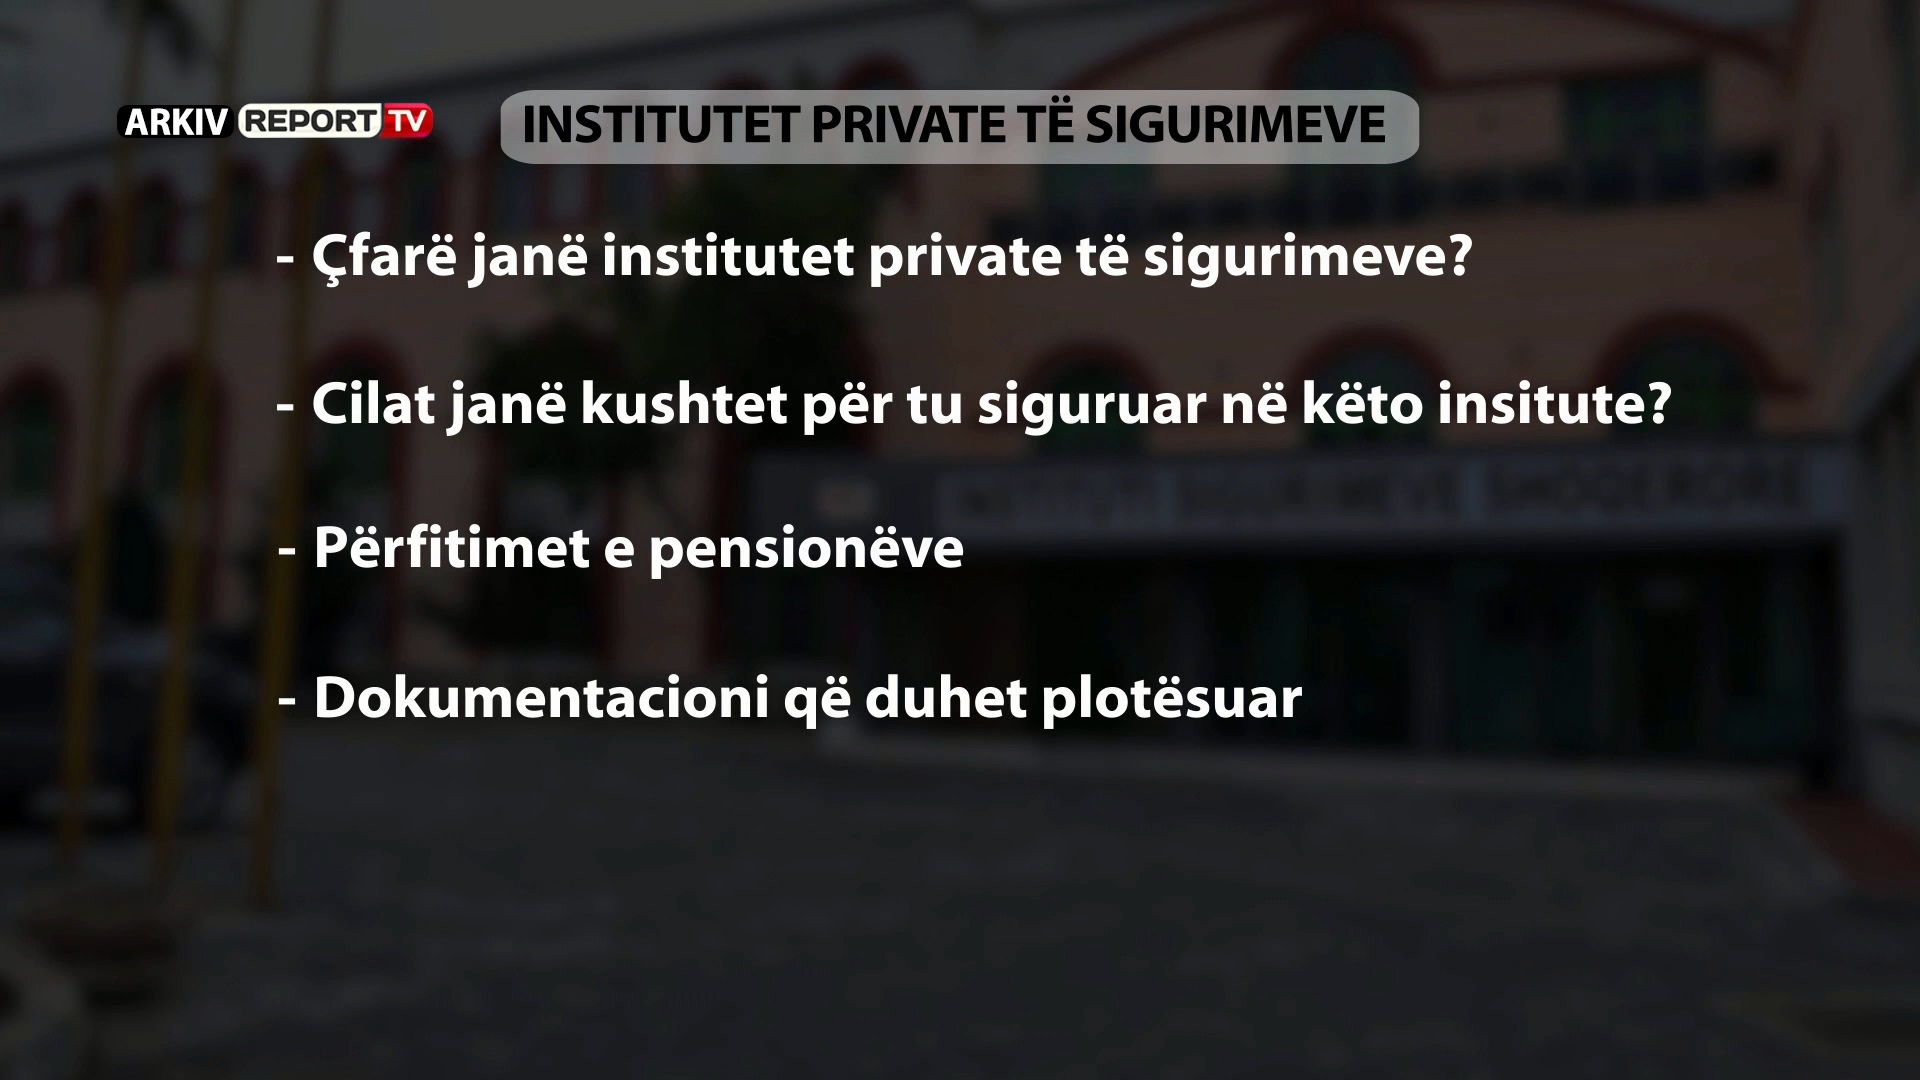 ARKIV REPORT TV
INSTITUTET PRIVATE TË SIGURIMEVE
- Çfarë janë institutet private të sigurimeve?
- Cilat janë kushtet për tu siguruar në këto insitute?
- Përfitimet e pensionëve
- Dokumentacioni që duhet plotësuar